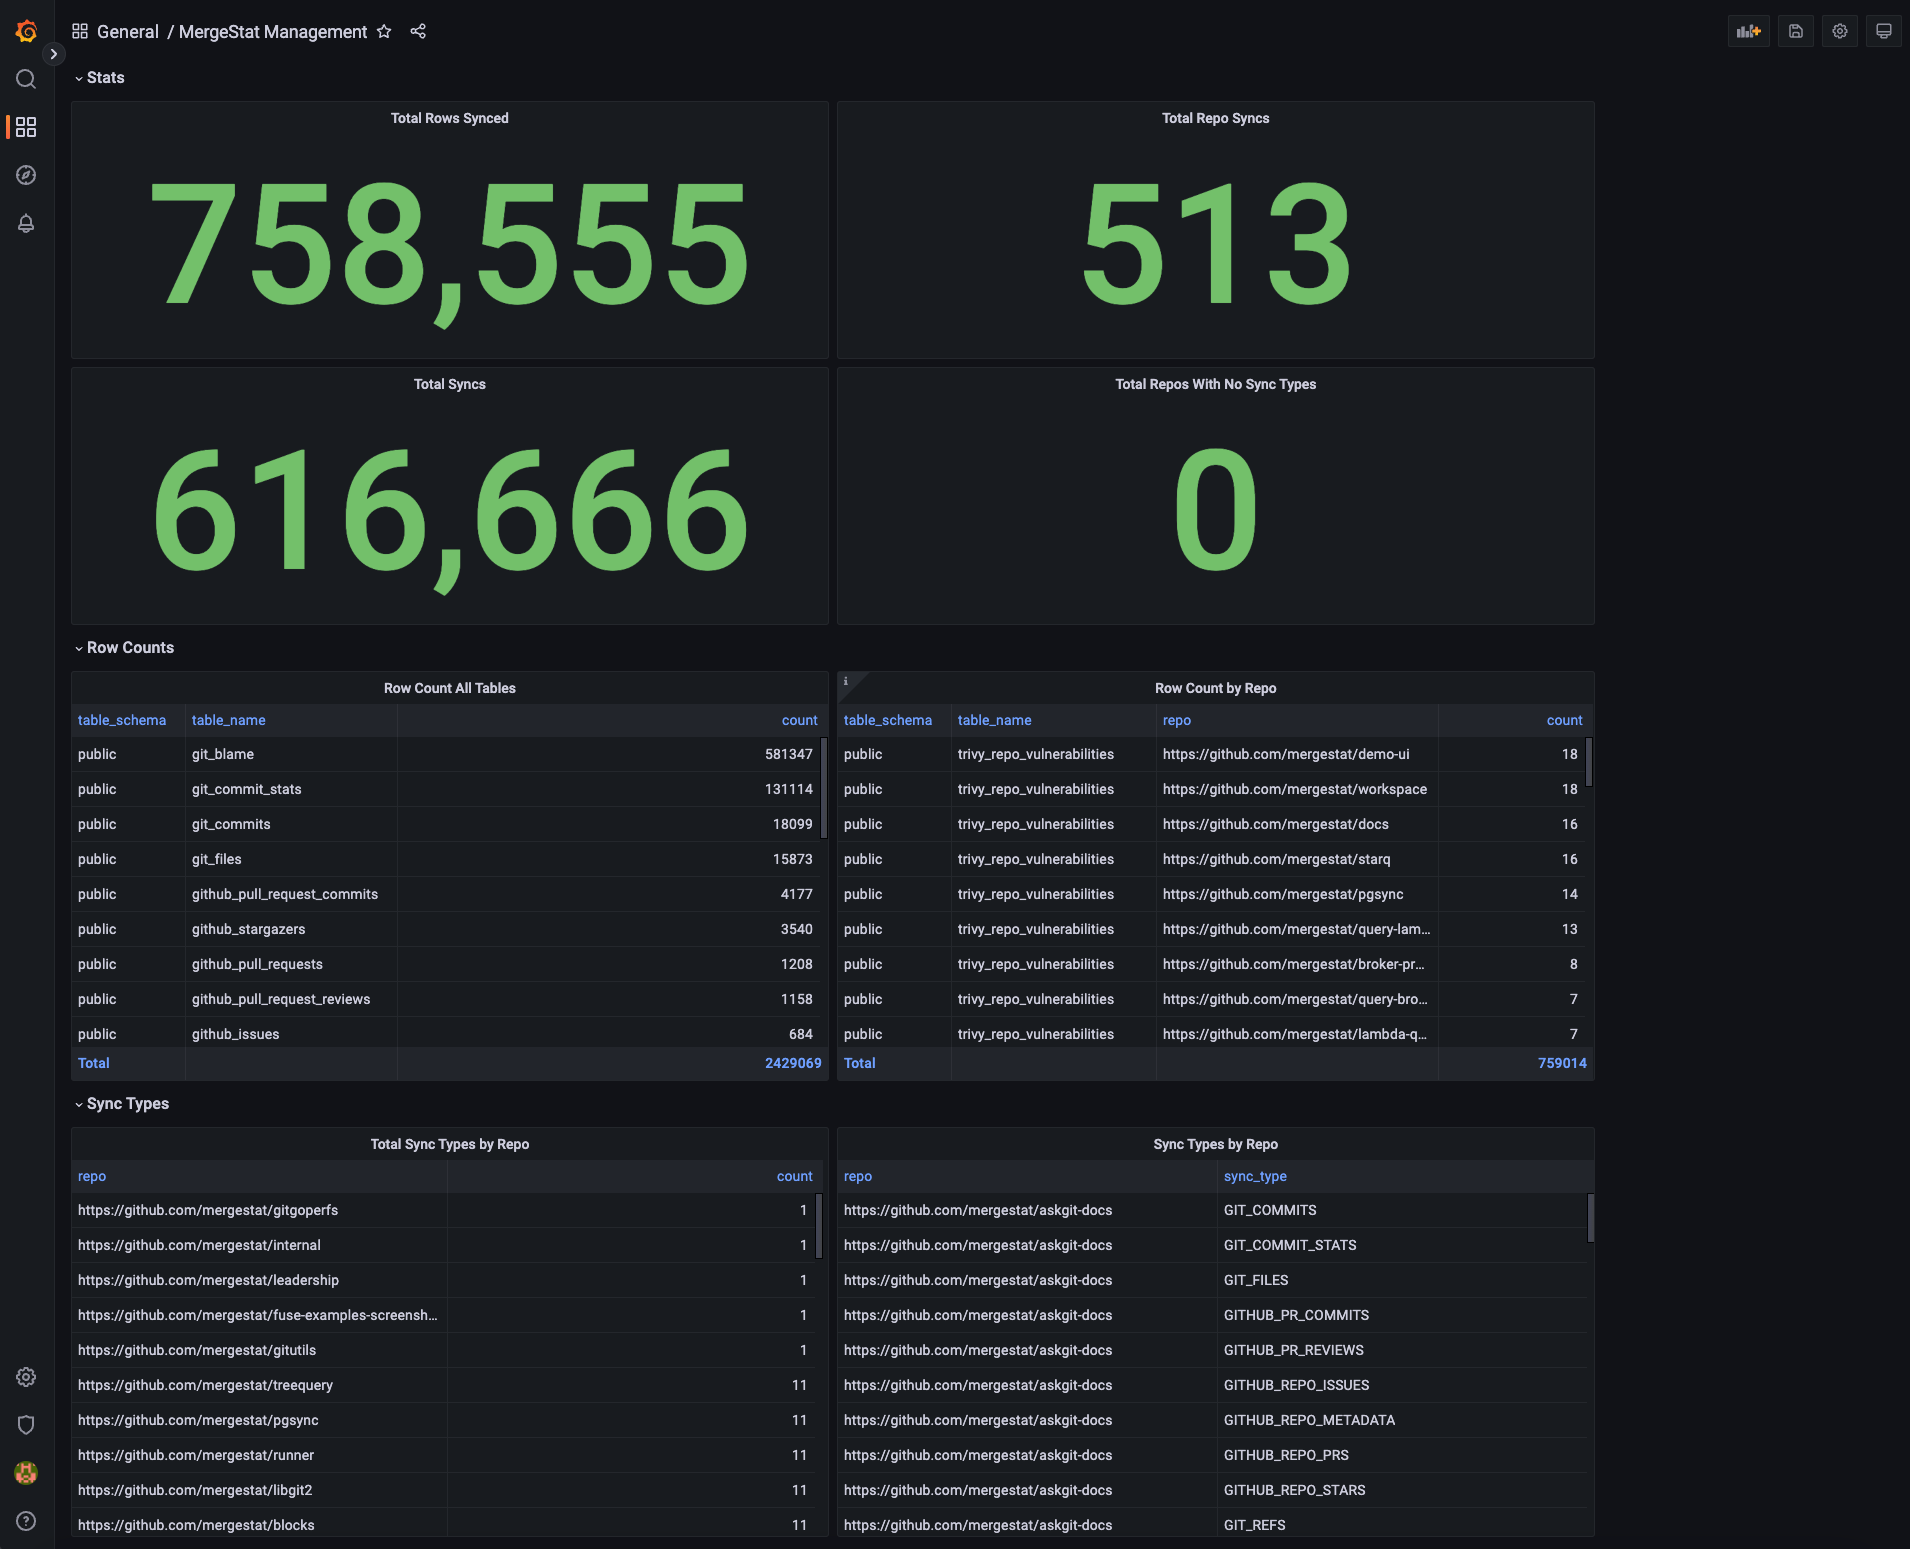 General / MergeStat Management
Stats
Total Rows Synced
758,555
Total Repo Syncs
513
Total Syncs
616,666
Total Repos With No Sync Types
0
Row Counts
Row Count All Tables
table_schema table_name count
public git_blame 581347
public git_commit_stats 131114
public git_commits 18099
public git_files 15873
public github_pull_request_commits 4177
public github_stargazers 3540
public github_pull_requests 1208
public github_pull_request_reviews 1158
public github_issues 684
Total 2429069
i
Row Count by Repo
table_schema table_name repo count
public trivy_repo_vulnerabilities https://github.com/mergestat/demo-ui 18
public trivy_repo_vulnerabilities https://github.com/mergestat/workspace 18
public trivy_repo_vulnerabilities https://github.com/mergestat/docs 16
public trivy_repo_vulnerabilities https://github.com/mergestat/starq 16
public trivy_repo_vulnerabilities https://github.com/mergestat/pgsync 14
public trivy_repo_vulnerabilities https://github.com/mergestat/query-lam... 13
public trivy_repo_vulnerabilities https://github.com/mergestat/broker-pr... 8
public trivy_repo_vulnerabilities https://github.com/mergestat/query-bro... 7
public trivy_repo_vulnerabilities https://github.com/mergestat/lambda-q... 7
Total 759014
Sync Types
Total Sync Types by Repo
repo count
https://github.com/mergestat/gitgoperfs 1
https://github.com/mergestat/internal 1
https://github.com/mergestat/leadership 1
https://github.com/mergestat/fuse-examples-screensh... 1
https://github.com/mergestat/gitutils 1
https://github.com/mergestat/treequery 11
https://github.com/mergestat/pgsync 11
https://github.com/mergestat/runner 11
https://github.com/mergestat/libgit2 11
https://github.com/mergestat/blocks 11
Sync Types by Repo
repo sync_type
https://github.com/mergestat/askgit-docs GIT_COMMITS
https://github.com/mergestat/askgit-docs GIT_COMMIT_STATS
https://github.com/mergestat/askgit-docs GIT_FILES
https://github.com/mergestat/askgit-docs GITHUB_PR_COMMITS
https://github.com/mergestat/askgit-docs GITHUB_PR_REVIEWS
https://github.com/mergestat/askgit-docs GITHUB_REPO_ISSUES
https://github.com/mergestat/askgit-docs GITHUB_REPO_METADATA
https://github.com/mergestat/askgit-docs GITHUB_REPO_PRS
https://github.com/mergestat/askgit-docs GITHUB_REPO_STARS
https://github.com/mergestat/askgit-docs GIT_REFS